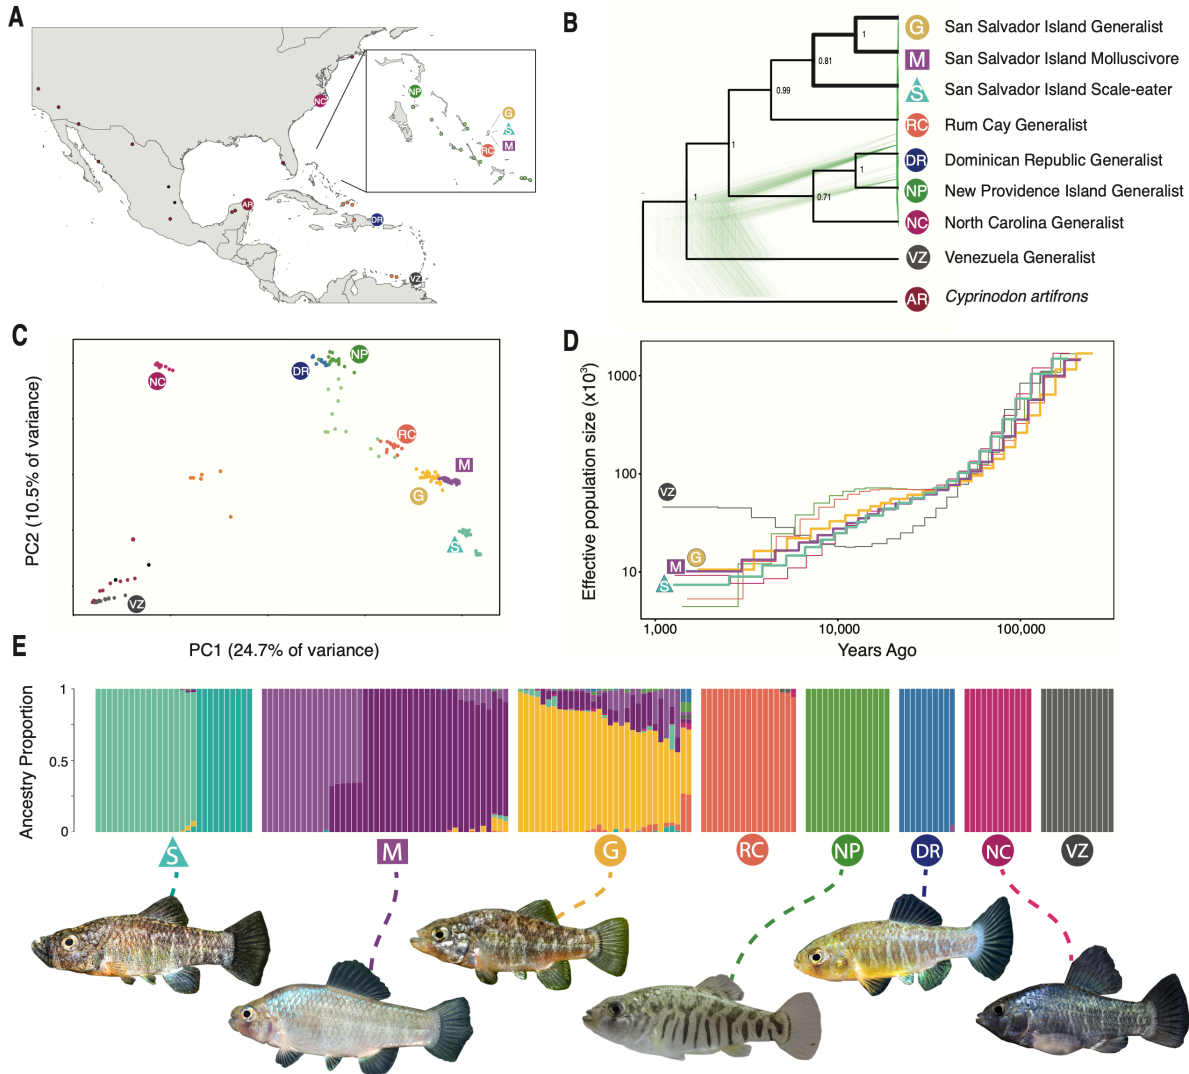 A
NC
NP
G
S
M
RC
AR
DR
VZ
B
1
0.81
0.99
1
1
0.71
1
G San Salvador Island Generalist
M San Salvador Island Molluscivore
S San Salvador Island Scale-eater
RC Rum Cay Generalist
DR Dominican Republic Generalist
NP New Providence Island Generalist
NC North Carolina Generalist
VZ Venezuela Generalist
AR Cyprinodon artifrons
C
PC2 (10.5% of variance)
NC
DR
NP
RC
M
G
S
VZ
PC1 (24.7% of variance)
D
Effective population size (x10³)
1000
100
10
VZ
G
M
S
1,000 10,000 100,000
Years Ago
E
Ancestry Proportion
1
0.5
0
S M G RC NP DR NC VZ